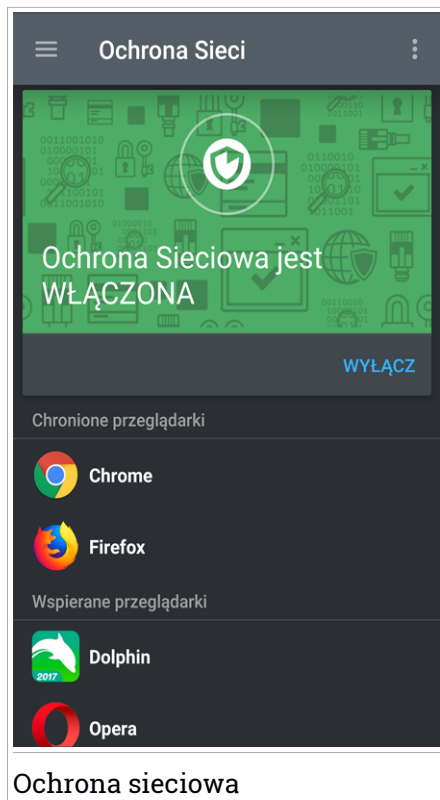 Ochrona Sieci
Ochrona Sieciowa jest
WŁĄCZONA
WYŁĄCZ
Chronione przeglądarki
Chrome
Firefox
Wspierane przeglądarki
2017
Dolphin
Opera
Ochrona sieciowa